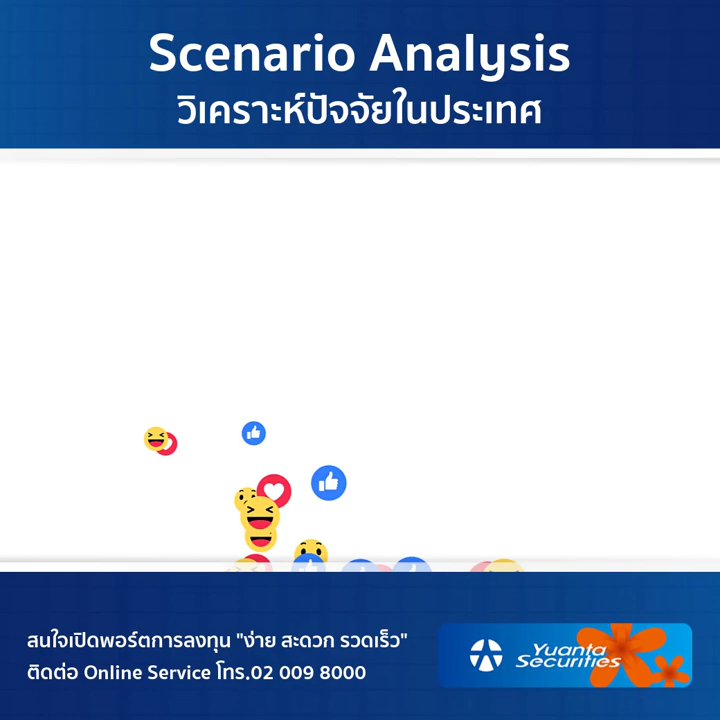 Scenario Analysis
วิเคราะห์ปัจจัยในประเทศ
สนใจเปิดพอร์ตการลงทุน "ง่าย สะดวก รวดเร็ว"
ติดต่อ Online Service โทร.02 009 8000
Yuanta
Securities